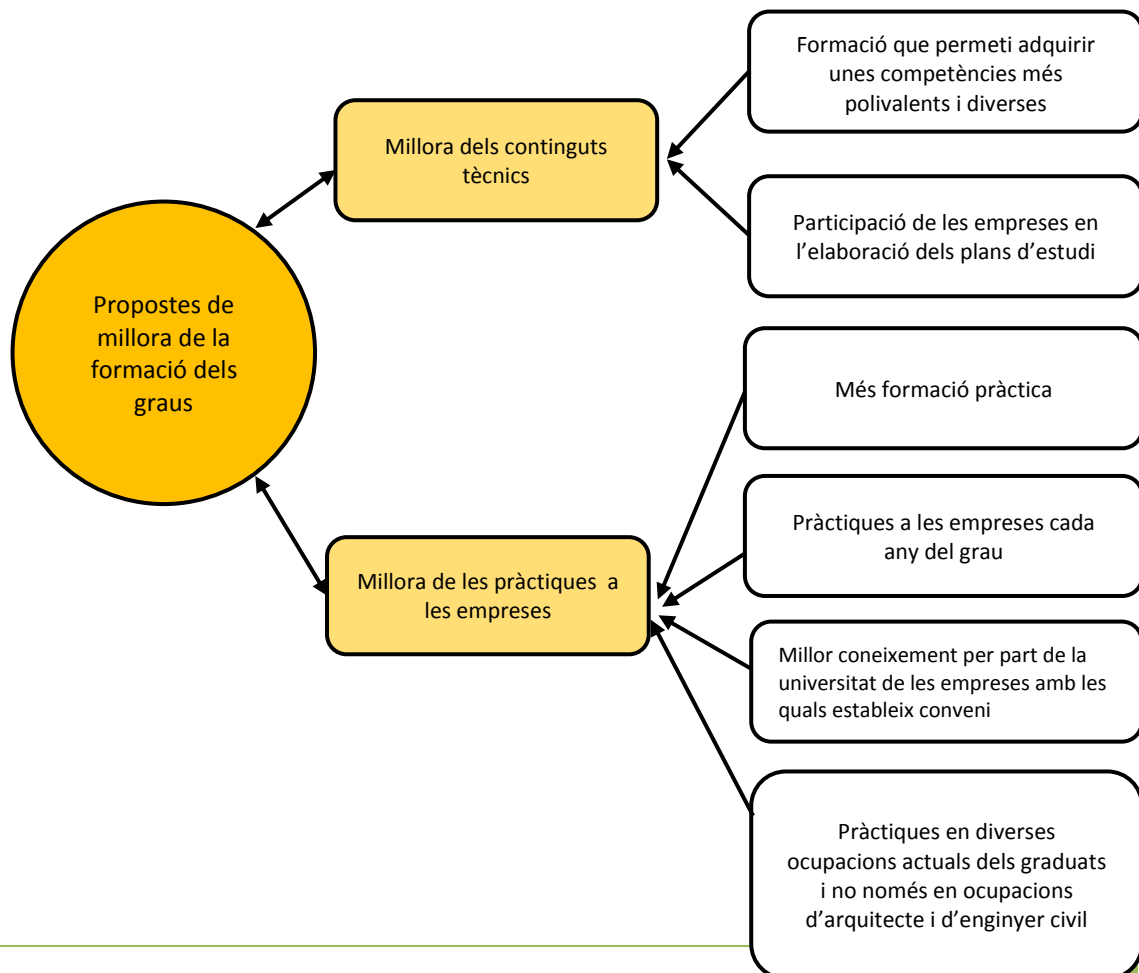 Propostes de
millora de la
formació dels
graus
Millora dels continguts
tècnics
Formació que permeti adquirir
unes competències més
polivalents i diverses
Participació de les empreses en
l’elaboració dels plans d’estudi
Millora de les pràctiques a
les empreses
Més formació pràctica
Pràctiques a les empreses cada
any del grau
Millor coneixement per part de la
universitat de les empreses amb les
quals estableix conveni
Pràctiques en diverses
ocupacions actuals dels graduats
i no només en ocupacions
d’arquitecte i d’enginyer civil